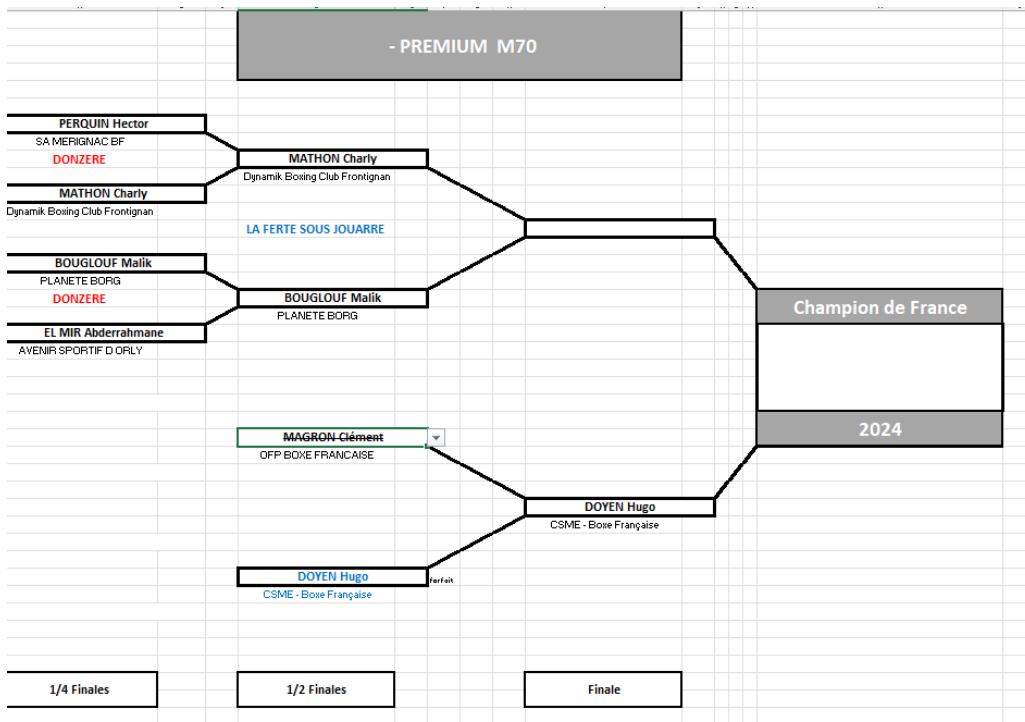 - PREMIUM M70
PERQUIN Hector
SA MERIGNAC BF
DONZERE
MATHON Charly
Dynamik Boxing Club Frontignan
MATHON Charly
Dynamik Boxing Club Frontignan
LA FERTE SOUS JOUARRE
BOUGLOUF Malik
PLANETE BORG
DONZERE
BOUGLOUF Malik
PLANETE BORG
EL MIR Abderrahmane
AVENIR SPORTIF D ORLY
Champion de France
2024
MAGRON Clément
OFP BOXE FRANCAISE
DOYEN Hugo
CSME - Boxe Française
DOYEN Hugo
forfait
CSME - Boxe Française
1/4 Finales
1/2 Finales
Finale